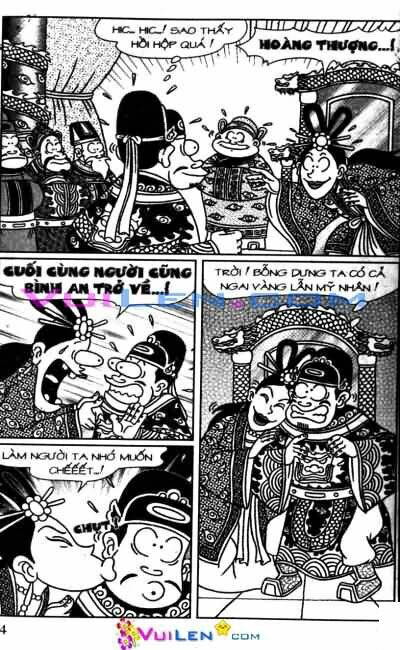 HIC... HIC...! SAO THẤY
HỒI HỘP QUÁ!
HOÀNG THƯỢNG...!
CUỐI CÙNG NGƯỜI CŨNG
BÌNH AN TRỞ VỀ...!
VUILEN.COM
TRỜI! BỖNG DƯNG TA CÓ CẢ
NGAI VÀNG LẪN MỸ NHÂN!
LÀM NGƯỜI TA NHỚ MUỐN
CHẾẾẾT...!
CHỤT!
4
VUILEN.COM